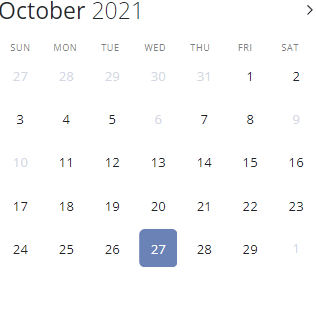 October 2021
SUN MON TUE WED THU FRI SAT
27 28 29 30 31 1 2
3 4 5 6 7 8 9
10 11 12 13 14 15 16
17 18 19 20 21 22 23
24 25 26 27 28 29 1